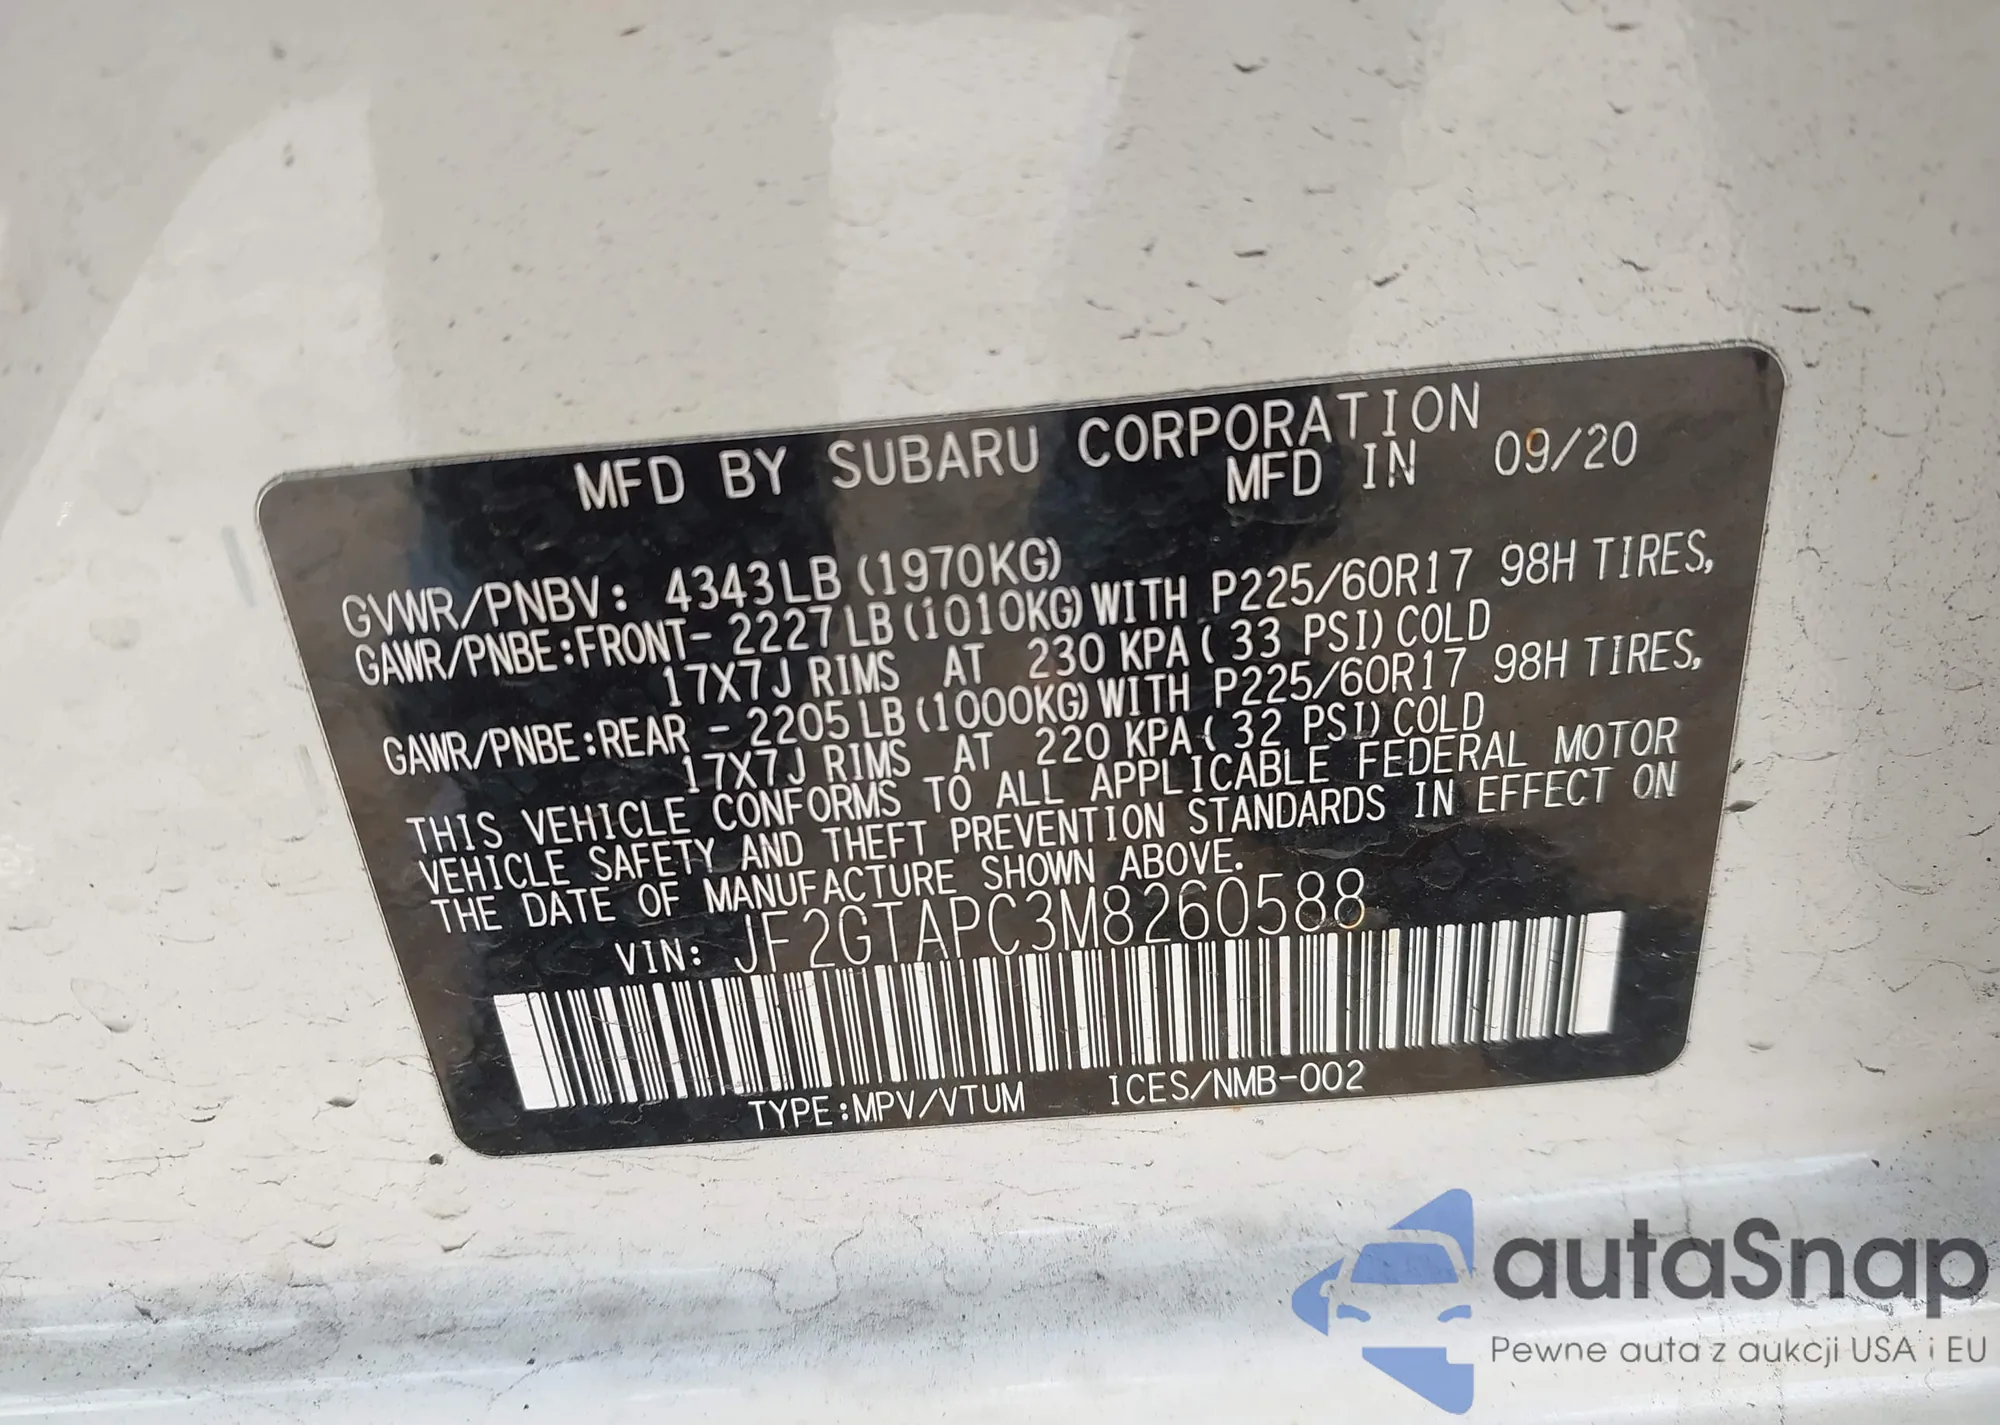 MFD BY SUBARU CORPORATION
MFD IN 09/20
GVWR/PNBV: 4343LB (1970KG)
GAWR/PNBE:FRONT- 2227LB(1010KG)WITH P225/60R17 98H TIRES,
17X7J RIMS AT 230 KPA( 33 PSI)COLD
GAWR/PNBE:REAR - 2205LB(1000KG)WITH P225/60R17 98H TIRES,
17X7J RIMS AT 220 KPA( 32 PSI)COLD
THIS VEHICLE CONFORMS TO ALL APPLICABLE FEDERAL MOTOR
VEHICLE SAFETY AND THEFT PREVENTION STANDARDS IN EFFECT ON
THE DATE OF MANUFACTURE SHOWN ABOVE.
VIN: JF2GTAPC3M8260588
TYPE:MPV/VTUM ICES/NMB-002
autaSnap
Pewne auta z aukcji USA i EU